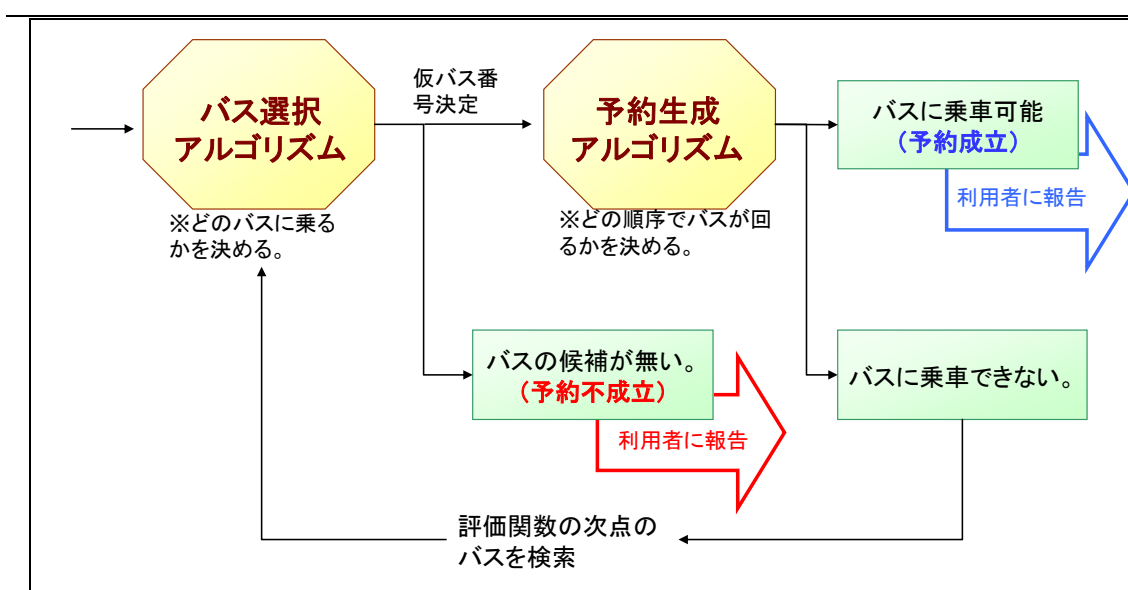 バス選択
アルゴリズム
※どのバスに乗る
かを決める。
仮バス番
号決定
予約生成
アルゴリズム
※どの順序でバスが回
るかを決める。
バスに乗車可能
（予約成立）
利用者に報告
バスの候補が無い。
（予約不成立）
利用者に報告
バスに乗車できない。
評価関数の次点の
バスを検索